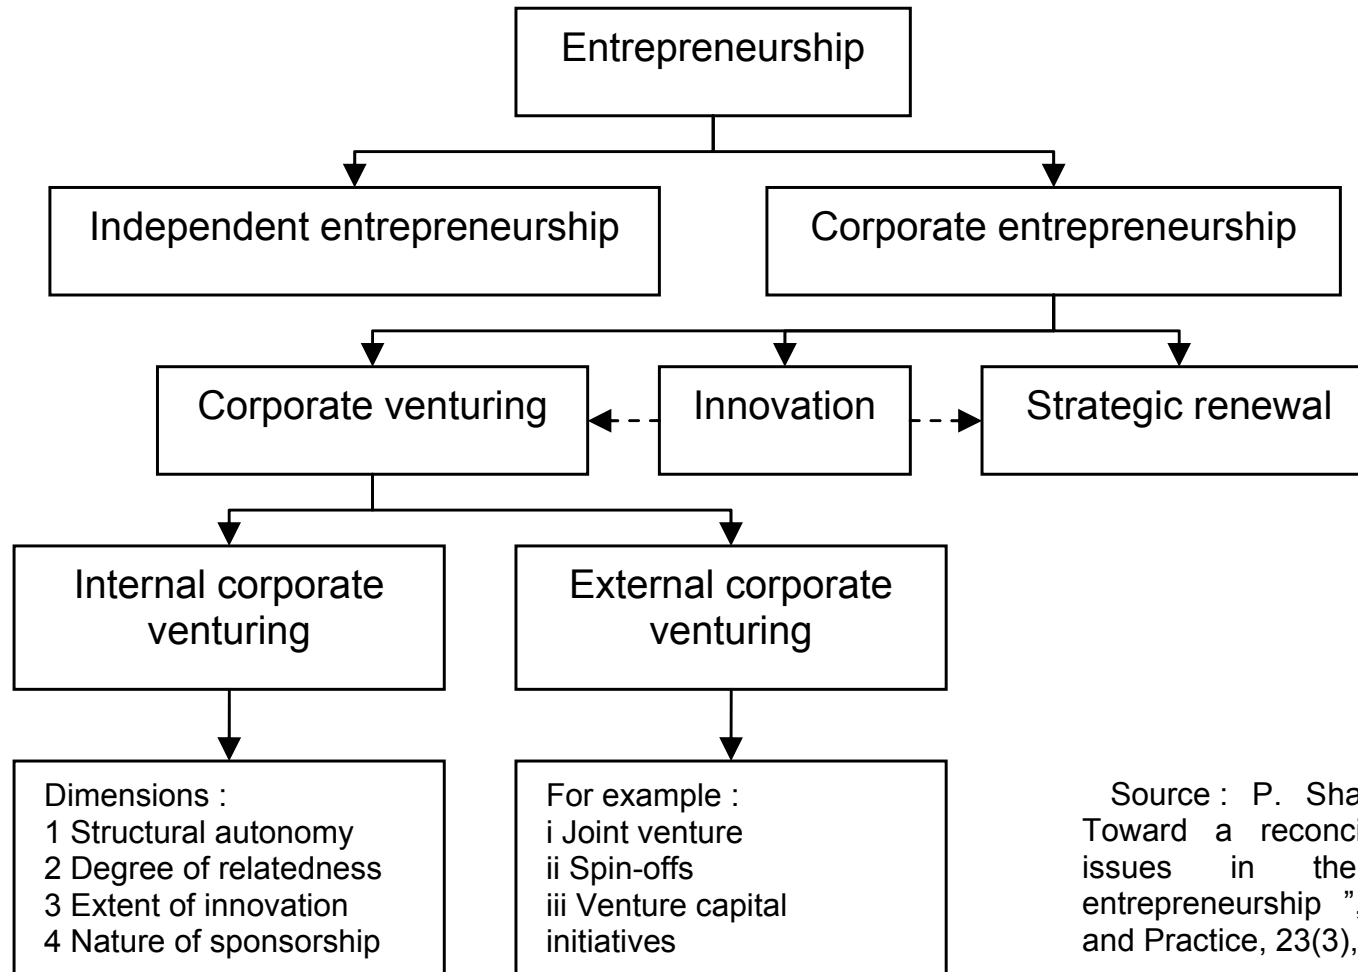 Entrepreneurship
Independent entrepreneurship
Corporate entrepreneurship
Corporate venturing
Innovation
Strategic renewal
Internal corporate
venturing
External corporate
venturing
Dimensions :
1 Structural autonomy
2 Degree of relatedness
3 Extent of innovation
4 Nature of sponsorship
For example :
i Joint venture
ii Spin-offs
iii Venture capital
initiatives
Source : P. Sha
Toward a reconci
issues in the
entrepreneurship ”,
and Practice, 23(3),